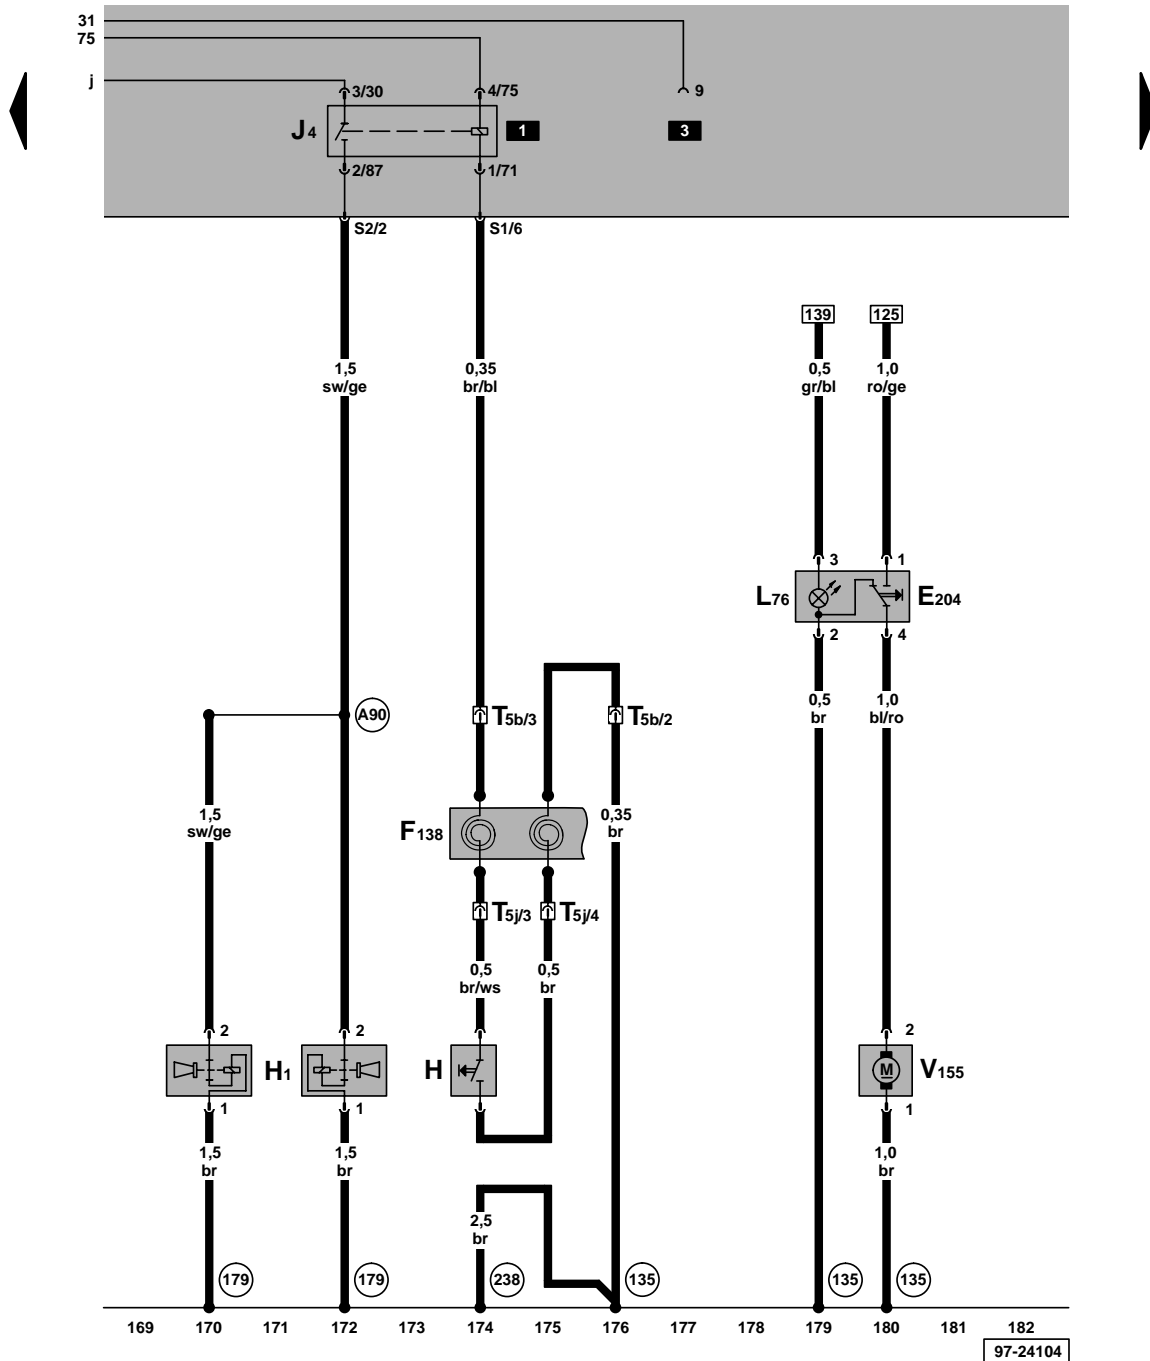 31
75
j
3/30
4/75
9
J4
1
3
2/87
1/71
S2/2
S1/6
139
125
1,5
sw/ge
0,35
br/bl
0,5
gr/bl
1,0
ro/ge
3
1
L76
E204
2
4
A90
T5b/3
T5b/2
0,5
br
1,0
bl/ro
1,5
sw/ge
F138
0,35
br
T5j/3
T5j/4
0,5
br/ws
0,5
br
2
2
2
H1
H
M
V155
1
1
1
1,5
br
1,5
br
1,0
br
2,5
br
179
179
238
135
135
135
169 170 171 172 173 174 175 176 177 178 179 180 181 182
97-24104